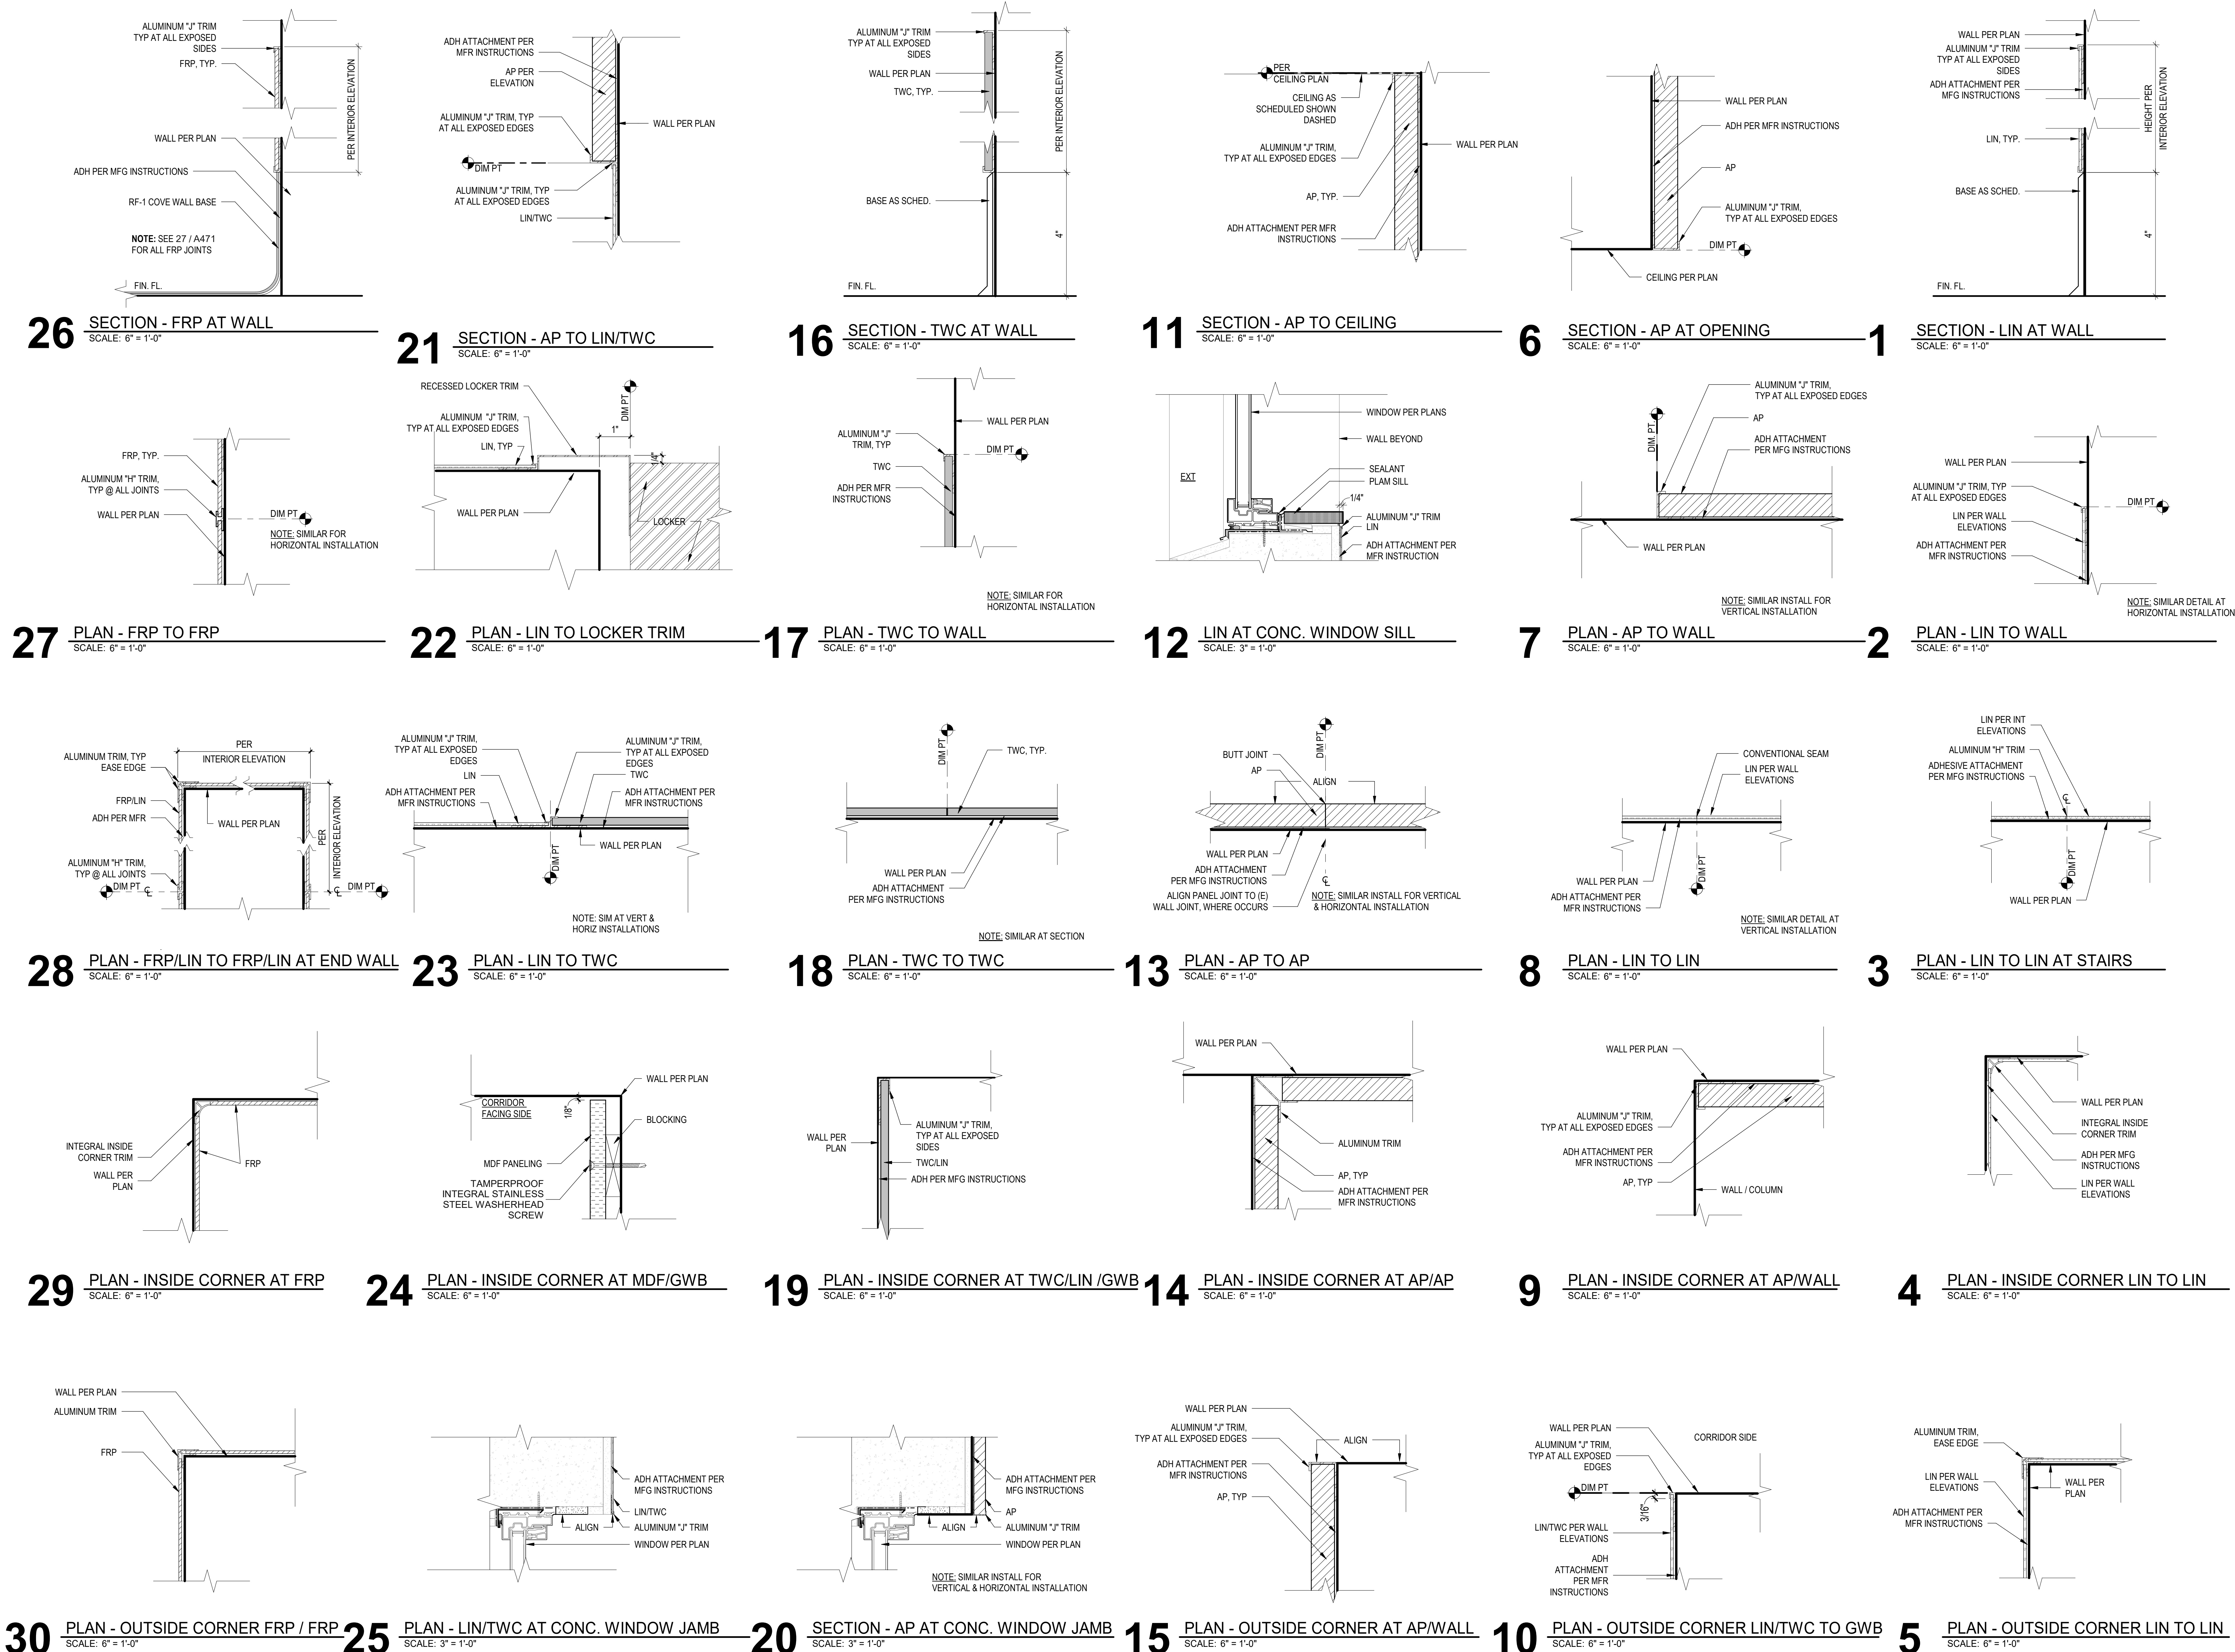 ALUMINUM "J" TRIM
TYP AT ALL EXPOSED
SIDES
FRP, TYP.
PER INTERIOR ELEVATION
WALL PER PLAN
ADH PER MFG INSTRUCTIONS
RF-1 COVE WALL BASE
NOTE: SEE 27 / A471
FOR ALL FRP JOINTS
FIN. FL.
26 SECTION - FRP AT WALL
SCALE: 6" = 1'-0"
ADH ATTACHMENT PER
MFR INSTRUCTIONS
AP PER
ELEVATION
ALUMINUM "J" TRIM, TYP
AT ALL EXPOSED EDGES
WALL PER PLAN
DIM PT
ALUMINUM "J" TRIM, TYP
AT ALL EXPOSED EDGES
LIN/TWC
21 SECTION - AP TO LIN/TWC
SCALE: 6" = 1'-0"
ALUMINUM "J" TRIM
TYP AT ALL EXPOSED
SIDES
WALL PER PLAN
TWC, TYP.
PER INTERIOR ELEVATION
BASE AS SCHED.
4"
FIN. FL.
16 SECTION - TWC AT WALL
SCALE: 6" = 1'-0"
PER
CEILING PLAN
CEILING AS
SCHEDULED SHOWN
DASHED
ALUMINUM "J" TRIM,
TYP AT ALL EXPOSED EDGES
WALL PER PLAN
AP, TYP.
ADH ATTACHMENT PER MFR
INSTRUCTIONS
11 SECTION - AP TO CEILING
SCALE: 6" = 1'-0"
WALL PER PLAN
ADH PER MFR INSTRUCTIONS
AP
ALUMINUM "J" TRIM,
TYP AT ALL EXPOSED EDGES
DIM PT
CEILING PER PLAN
6 SECTION - AP AT OPENING
SCALE: 6" = 1'-0"
WALL PER PLAN
ALUMINUM "J" TRIM
TYP AT ALL EXPOSED
SIDES
ADH ATTACHMENT PER
MFG INSTRUCTIONS
HEIGHT PER
INTERIOR ELEVATION
LIN, TYP.
BASE AS SCHED.
4"
FIN. FL.
1 SECTION - LIN AT WALL
SCALE: 6" = 1'-0"
FRP, TYP.
ALUMINUM "H" TRIM,
TYP @ ALL JOINTS
WALL PER PLAN
DIM PT
NOTE: SIMILAR FOR
HORIZONTAL INSTALLATION
27 PLAN - FRP TO FRP
SCALE: 6" = 1'-0"
RECESSED LOCKER TRIM
DIM PT
ALUMINUM "J" TRIM,
TYP AT ALL EXPOSED EDGES
1"
LIN, TYP
1/4"
WALL PER PLAN
LOCKER
22 PLAN - LIN TO LOCKER TRIM
SCALE: 6" = 1'-0"
WALL PER PLAN
ALUMINUM "J"
TRIM, TYP
DIM PT
TWC
ADH PER MFR
INSTRUCTIONS
NOTE: SIMILAR FOR
HORIZONTAL INSTALLATION
17 PLAN - TWC TO WALL
SCALE: 6" = 1'-0"
WINDOW PER PLANS
WALL BEYOND
EXT
SEALANT
PLAM SILL
1/4"
ALUMINUM "J" TRIM
LIN
ADH ATTACHMENT PER
MFR INSTRUCTION
12 LIN AT CONC. WINDOW SILL
SCALE: 3" = 1'-0"
ALUMINUM "J" TRIM,
TYP AT ALL EXPOSED EDGES
DIM. PT.
AP
ADH ATTACHMENT
PER MFG INSTRUCTIONS
WALL PER PLAN
NOTE: SIMILAR INSTALL FOR
VERTICAL INSTALLATION
7 PLAN - AP TO WALL
SCALE: 6" = 1'-0"
WALL PER PLAN
ALUMINUM "J" TRIM, TYP
AT ALL EXPOSED EDGES
DIM PT
LIN PER WALL
ELEVATIONS
ADH ATTACHMENT PER
MFR INSTRUCTIONS
NOTE: SIMILAR DETAIL AT
HORIZONTAL INSTALLATION
2 PLAN - LIN TO WALL
SCALE: 6" = 1'-0"
PER
INTERIOR ELEVATION
ALUMINUM TRIM, TYP
EASE EDGE
FRP/LIN
ADH PER MFR
WALL PER PLAN
PER
INTERIOR ELEVATION
ALUMINUM "H" TRIM,
TYP @ ALL JOINTS
DIM PT
DIM PT
28 PLAN - FRP/LIN TO FRP/LIN AT END WALL
SCALE: 6" = 1'-0"
ALUMINUM "J" TRIM,
TYP AT ALL EXPOSED
EDGES
LIN
ADH ATTACHMENT PER
MFR INSTRUCTIONS
ALUMINUM "J" TRIM,
TYP AT ALL EXPOSED
EDGES
TWC
ADH ATTACHMENT PER
MFR INSTRUCTIONS
WALL PER PLAN
DIM PT
NOTE: SIM AT VERT &
HORIZ INSTALLATIONS
23 PLAN - LIN TO TWC
SCALE: 6" = 1'-0"
DIM PT
TWC, TYP.
WALL PER PLAN
ADH ATTACHMENT
PER MFG INSTRUCTIONS
NOTE: SIMILAR AT SECTION
18 PLAN - TWC TO TWC
SCALE: 6" = 1'-0"
DIM PT
BUTT JOINT
AP
ALIGN
WALL PER PLAN
ADH ATTACHMENT
PER MFG INSTRUCTIONS
ALIGN PANEL JOINT TO (E)
WALL JOINT, WHERE OCCURS
NOTE: SIMILAR INSTALL FOR VERTICAL
& HORIZONTAL INSTALLATION
13 PLAN - AP TO AP
SCALE: 6" = 1'-0"
CONVENTIONAL SEAM
LIN PER WALL
ELEVATIONS
WALL PER PLAN
ADH ATTACHMENT PER
MFR INSTRUCTIONS
DIM PT
NOTE: SIMILAR DETAIL AT
VERTICAL INSTALLATION
8 PLAN - LIN TO LIN
SCALE: 6" = 1'-0"
LIN PER INT
ELEVATIONS
ALUMINUM "H" TRIM
ADHESIVE ATTACHMENT
PER MFG INSTRUCTIONS
DIM PT
WALL PER PLAN
3 PLAN - LIN TO LIN AT STAIRS
SCALE: 6" = 1'-0"
INTEGRAL INSIDE
CORNER TRIM
WALL PER
PLAN
FRP
29 PLAN - INSIDE CORNER AT FRP
SCALE: 6" = 1'-0"
WALL PER PLAN
CORRIDOR
FACING SIDE
1/8"
BLOCKING
MDF PANELING
TAMPERPROOF
INTEGRAL STAINLESS
STEEL WASHERHEAD
SCREW
24 PLAN - INSIDE CORNER AT MDF/GWB
SCALE: 6" = 1'-0"
WALL PER
PLAN
ALUMINUM "J" TRIM,
TYP AT ALL EXPOSED
SIDES
TWC/LIN
ADH PER MFG INSTRUCTIONS
19 PLAN - INSIDE CORNER AT TWC/LIN /GWB
SCALE: 6" = 1'-0"
WALL PER PLAN
ALUMINUM TRIM
AP, TYP
ADH ATTACHMENT PER
MFR INSTRUCTIONS
14 PLAN - INSIDE CORNER AT AP/AP
SCALE: 6" = 1'-0"
WALL PER PLAN
ALUMINUM "J" TRIM,
TYP AT ALL EXPOSED EDGES
ADH ATTACHMENT PER
MFR INSTRUCTIONS
AP, TYP
WALL / COLUMN
9 PLAN - INSIDE CORNER AT AP/WALL
SCALE: 6" = 1'-0"
WALL PER PLAN
INTEGRAL INSIDE
CORNER TRIM
ADH PER MFG
INSTRUCTIONS
LIN PER WALL
ELEVATIONS
4 PLAN - INSIDE CORNER LIN TO LIN
SCALE: 6" = 1'-0"
WALL PER PLAN
ALUMINUM TRIM
FRP
30 PLAN - OUTSIDE CORNER FRP / FRP
SCALE: 6" = 1'-0"
ADH ATTACHMENT PER
MFG INSTRUCTIONS
LIN/TWC
ALIGN
ALUMINUM "J" TRIM
WINDOW PER PLAN
25 PLAN - LIN/TWC AT CONC. WINDOW JAMB
SCALE: 3" = 1'-0"
ADH ATTACHMENT PER
MFG INSTRUCTIONS
AP
ALIGN
ALUMINUM "J" TRIM
WINDOW PER PLAN
NOTE: SIMILAR INSTALL FOR
VERTICAL & HORIZONTAL INSTALLATION
20 SECTION - AP AT CONC. WINDOW JAMB
SCALE: 3" = 1'-0"
WALL PER PLAN
ALUMINUM "J" TRIM,
TYP AT ALL EXPOSED EDGES
ALIGN
ADH ATTACHMENT PER
MFR INSTRUCTIONS
AP, TYP
15 PLAN - OUTSIDE CORNER AT AP/WALL
SCALE: 6" = 1'-0"
WALL PER PLAN
CORRIDOR SIDE
ALUMINUM "J" TRIM,
TYP AT ALL EXPOSED
EDGES
DIM PT
3/16"
LIN/TWC PER WALL
ELEVATIONS
ADH
ATTACHMENT
PER MFR
INSTRUCTIONS
10 PLAN - OUTSIDE CORNER LIN/TWC TO GWB
SCALE: 6" = 1'-0"
ALUMINUM TRIM,
EASE EDGE
LIN PER WALL
ELEVATIONS
WALL PER
PLAN
ADH ATTACHMENT PER
MFR INSTRUCTIONS
5 PLAN - OUTSIDE CORNER LIN TO LIN
SCALE: 6" = 1'-0"